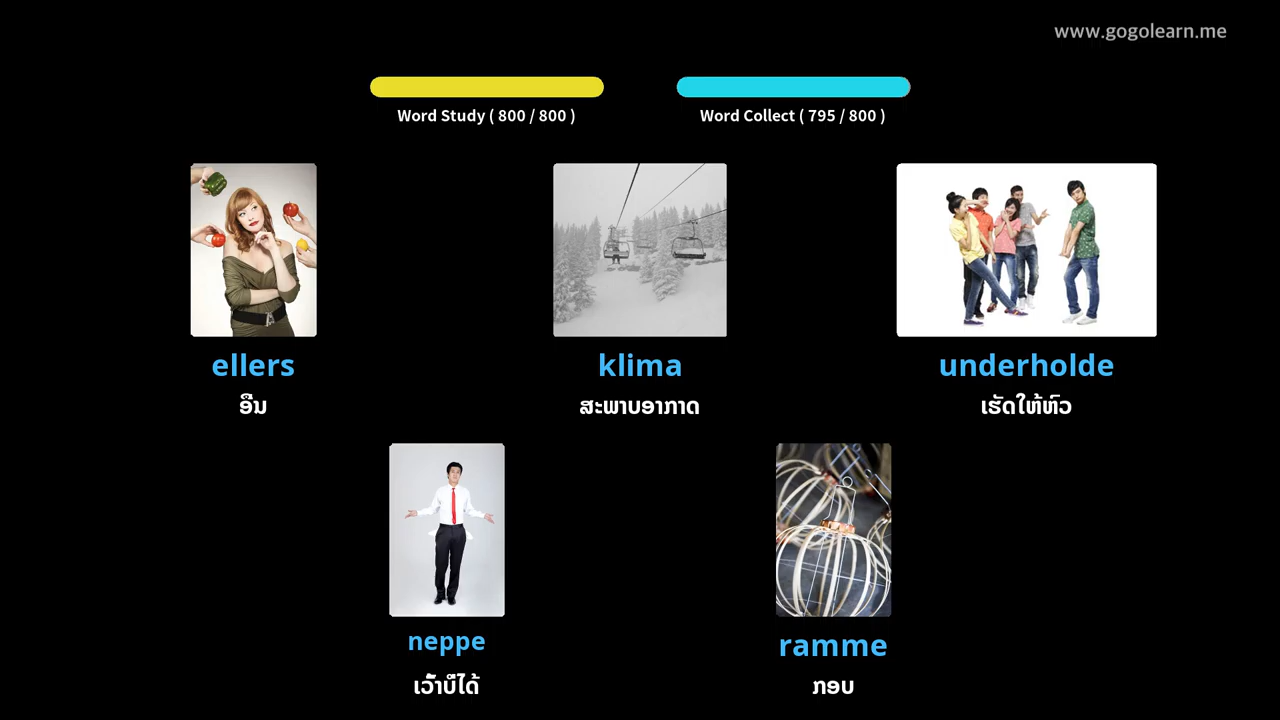 www.gogolearn.me
Word Study ( 800 / 800 )
Word Collect ( 795 / 800 )
ellers
ອື່ນ
klima
ສະພາບອາກາດ
underholde
ເຮັດໃຫ້ຫົວ
neppe
ເວົ້າບໍ່ໄດ້
ramme
ກອບ